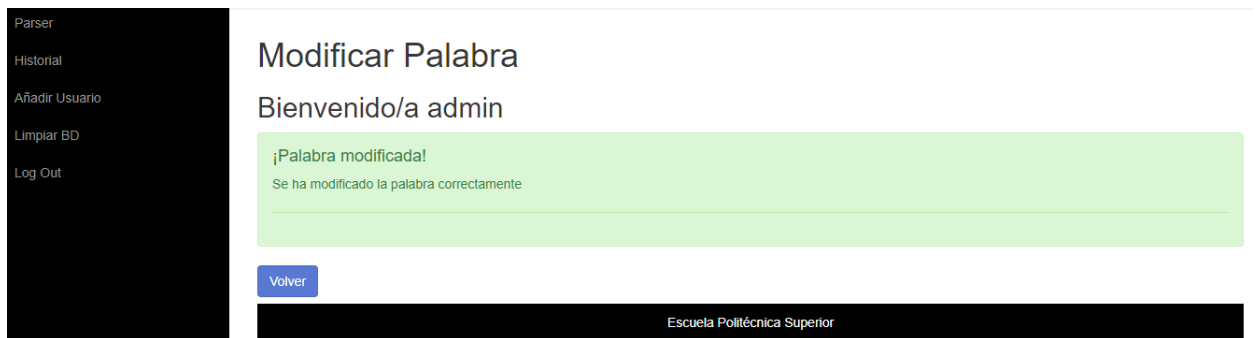 Parser
Historial
Añadir Usuario
Limpiar BD
Log Out
Modificar Palabra
Bienvenido/a admin
¡Palabra modificada!
Se ha modificado la palabra correctamente
Volver
Escuela Politécnica Superior